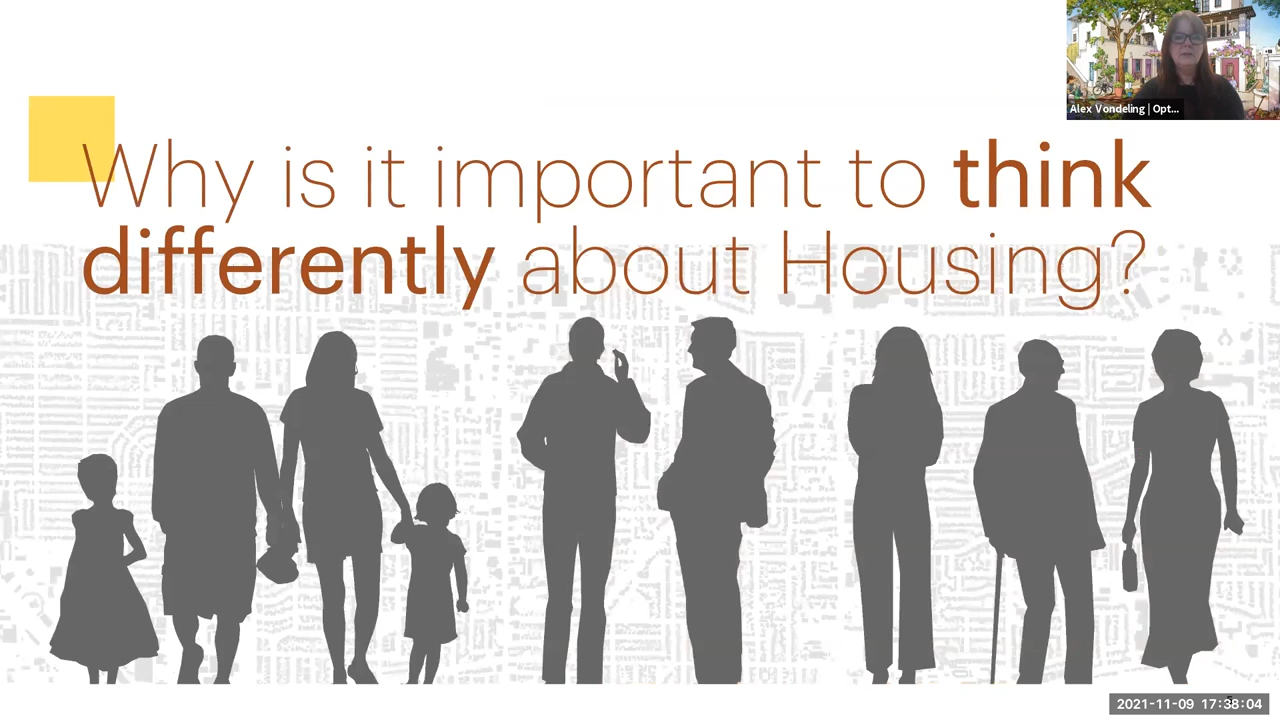 Alex Vondeling | Opt...
Why is it important to think
differently about Housing?
2021-11-09 17:38:04